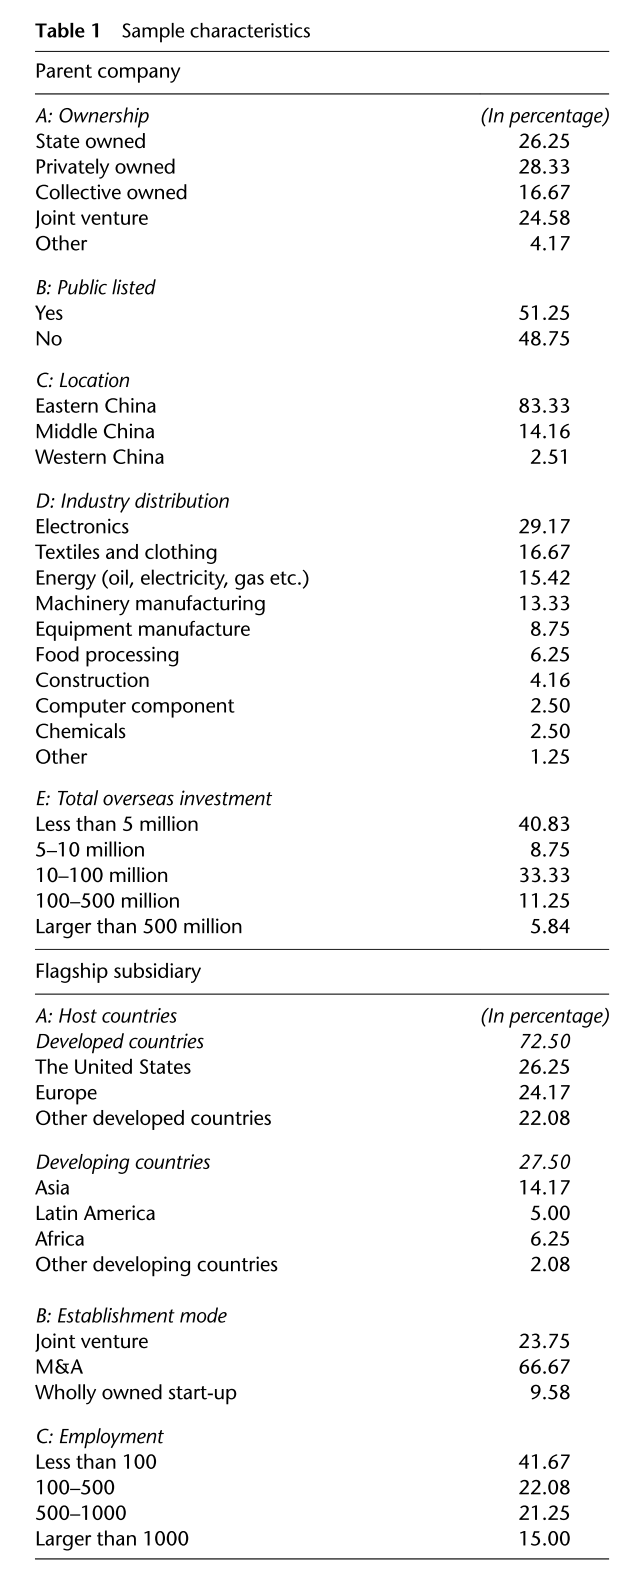 Table 1 Sample characteristics
Parent company
A: Ownership (In percentage)
State owned 26.25
Privately owned 28.33
Collective owned 16.67
Joint venture 24.58
Other 4.17
B: Public listed
Yes 51.25
No 48.75
C: Location
Eastern China 83.33
Middle China 14.16
Western China 2.51
D: Industry distribution
Electronics 29.17
Textiles and clothing 16.67
Energy (oil, electricity, gas etc.) 15.42
Machinery manufacturing 13.33
Equipment manufacture 8.75
Food processing 6.25
Construction 4.16
Computer component 2.50
Chemicals 2.50
Other 1.25
E: Total overseas investment
Less than 5 million 40.83
5–10 million 8.75
10–100 million 33.33
100–500 million 11.25
Larger than 500 million 5.84
Flagship subsidiary
A: Host countries (In percentage)
Developed countries 72.50
The United States 26.25
Europe 24.17
Other developed countries 22.08
Developing countries 27.50
Asia 14.17
Latin America 5.00
Africa 6.25
Other developing countries 2.08
B: Establishment mode
Joint venture 23.75
M&A 66.67
Wholly owned start-up 9.58
C: Employment
Less than 100 41.67
100–500 22.08
500–1000 21.25
Larger than 1000 15.00